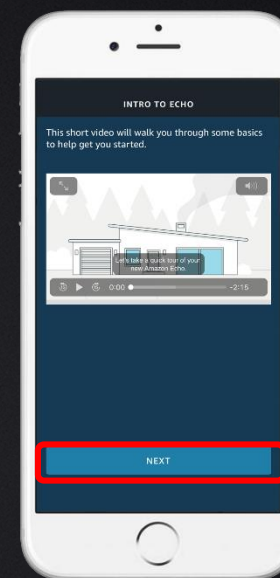 INTRO TO ECHO
This short video will walk you through some basics
to help get you started.
Let's take a quick tour of your
new Amazon Echo.
0:00
-2:15
NEXT